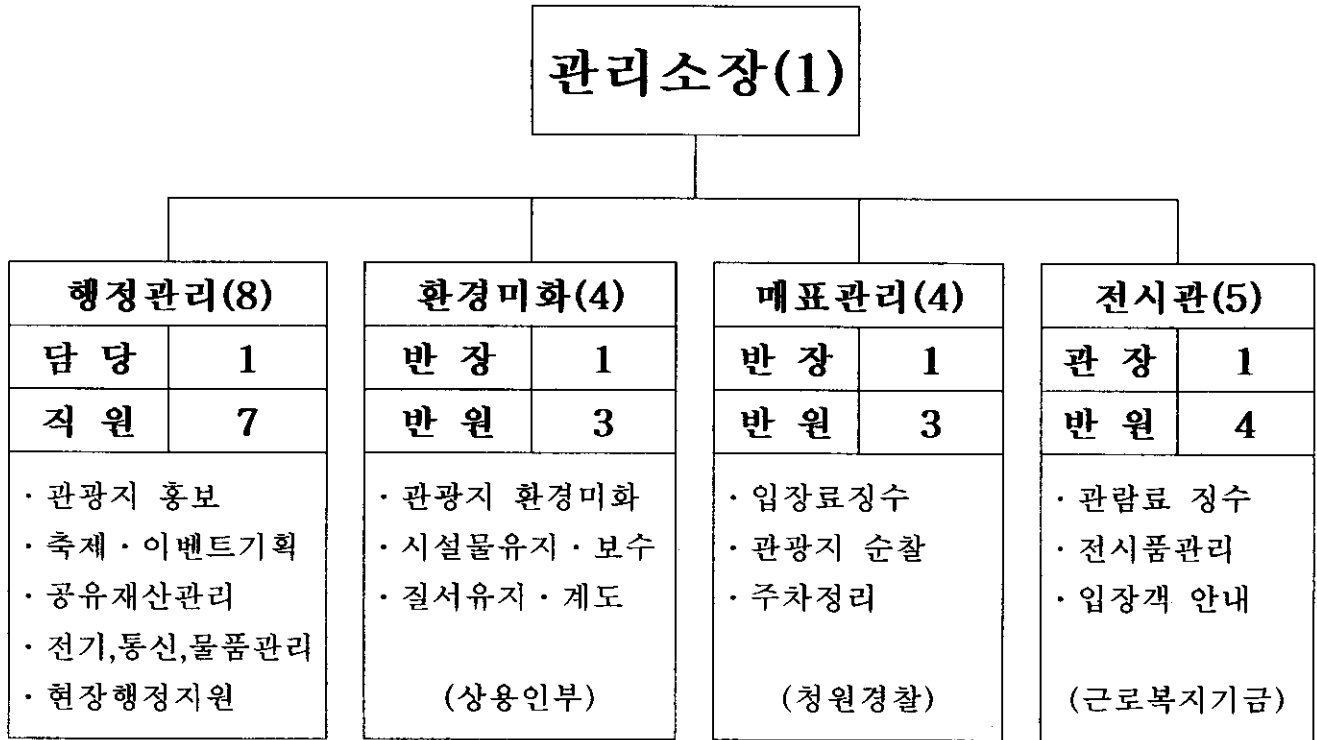 관리소장(1)
행정관리(8)
담 당 1
직 원 7
· 관광지 홍보
· 축제 · 이벤트기획
· 공유재산관리
· 전기,통신,물품관리
· 현장행정지원
환경미화(4)
반 장 1
반 원 3
· 관광지 환경미화
· 시설물유지 · 보수
· 질서유지 · 계도
(상용인부)
매표관리(4)
반 장 1
반 원 3
· 입장료징수
· 관광지 순찰
· 주차정리
(청원경찰)
전시관(5)
관 장 1
반 원 4
· 관람료 징수
· 전시품관리
· 입장객 안내
(근로복지기금)